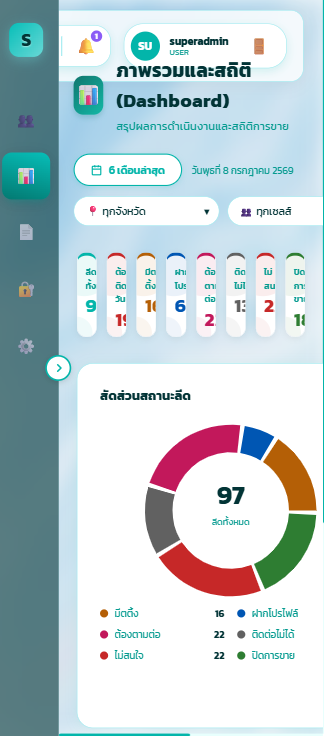 S
1
SU
superadmin
USER
ภาพรวมและสถิติ
(Dashboard)
สรุปผลการดำเนินงานและสถิติการขาย
6 เดือนล่าสุด
วันพุธที่ 8 กรกฎาคม 2569
ทุกจังหวัด
ทุกเซลล์
สัดส่วนสถานะลีด
97
ลีดทั้งหมด
มีตติ้ง 16
ฝากโปรไฟล์
ต้องตามต่อ 22
ติดต่อไม่ได้
ไม่สนใจ 22
ปิดการขาย